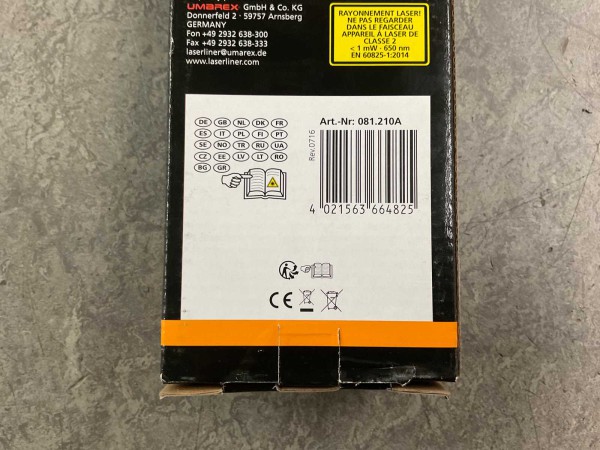 UMAREX GmbH & Co. KG
Donnerfeld 2 · 59757 Arnsberg
GERMANY
Fon +49 2932 638-300
Fax +49 2932 638-333
laserliner@umarex.de
www.laserliner.com
RAYONNEMENT LASER!
NE PAS REGARDER
DANS LE FAISCEAU
APPAREIL À LASER DE
CLASSE 2
< 1 mW · 650 nm
EN 60825-1:2014
DE GB NL DK FR
ES IT PL FI PT
SE NO TR RU UA
CZ EE LV LT RO
BG GR
Art.-Nr: 081.210A
Rev.0716
4 021563 664825
CE